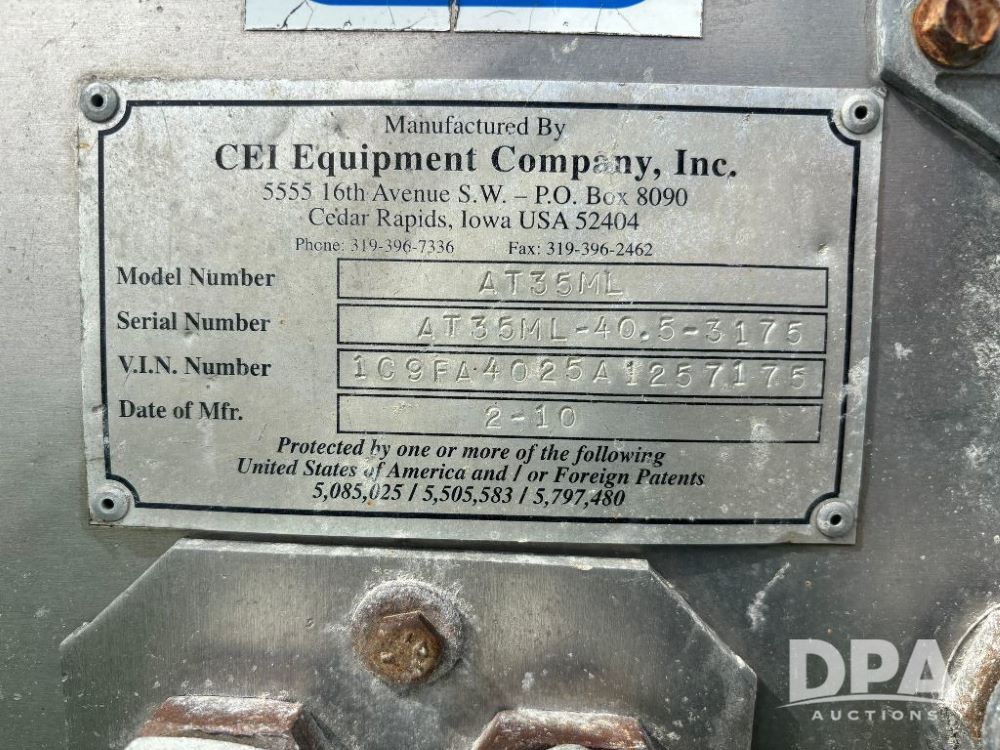 Manufactured By
CEI Equipment Company, Inc.
5555 16th Avenue S.W. – P.O. Box 8090
Cedar Rapids, Iowa USA 52404
Phone: 319-396-7336 Fax: 319-396-2462
Model Number AT35ML
Serial Number AT35ML-40.5-3175
V.I.N. Number 1C9FA4025A1257175
Date of Mfr. 2-10
Protected by one or more of the following
United States of America and / or Foreign Patents
5,085,025 / 5,505,583 / 5,797,480
DPA
AUCTIONS